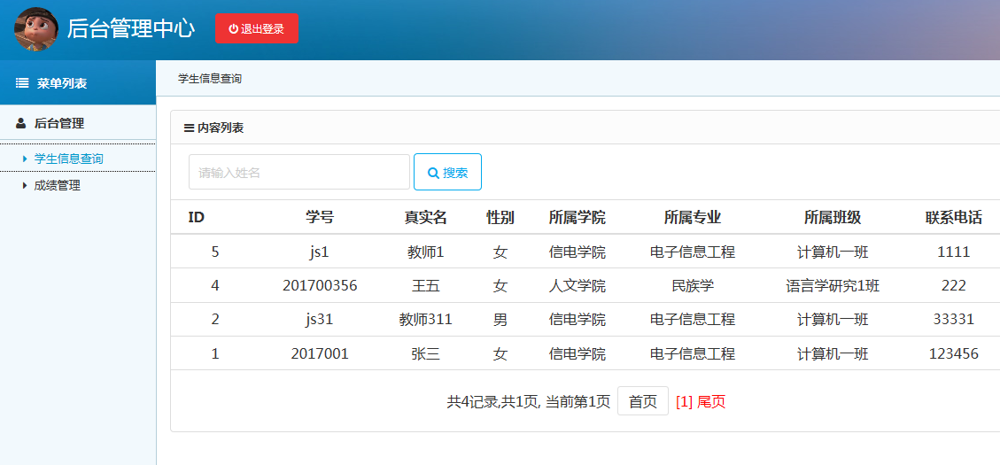 后台管理中心 退出登录
菜单列表
学生信息查询
后台管理
学生信息查询
成绩管理
内容列表
请输入姓名 搜索
ID 学号 真实名 性别 所属学院 所属专业 所属班级 联系电话
5 js1 教师1 女 信电学院 电子信息工程 计算机一班 1111
4 201700356 王五 女 人文学院 民族学 语言学研究1班 222
2 js31 教师311 男 信电学院 电子信息工程 计算机一班 33331
1 2017001 张三 女 信电学院 电子信息工程 计算机一班 123456
共4记录,共1页, 当前第1页 首页 [1] 尾页